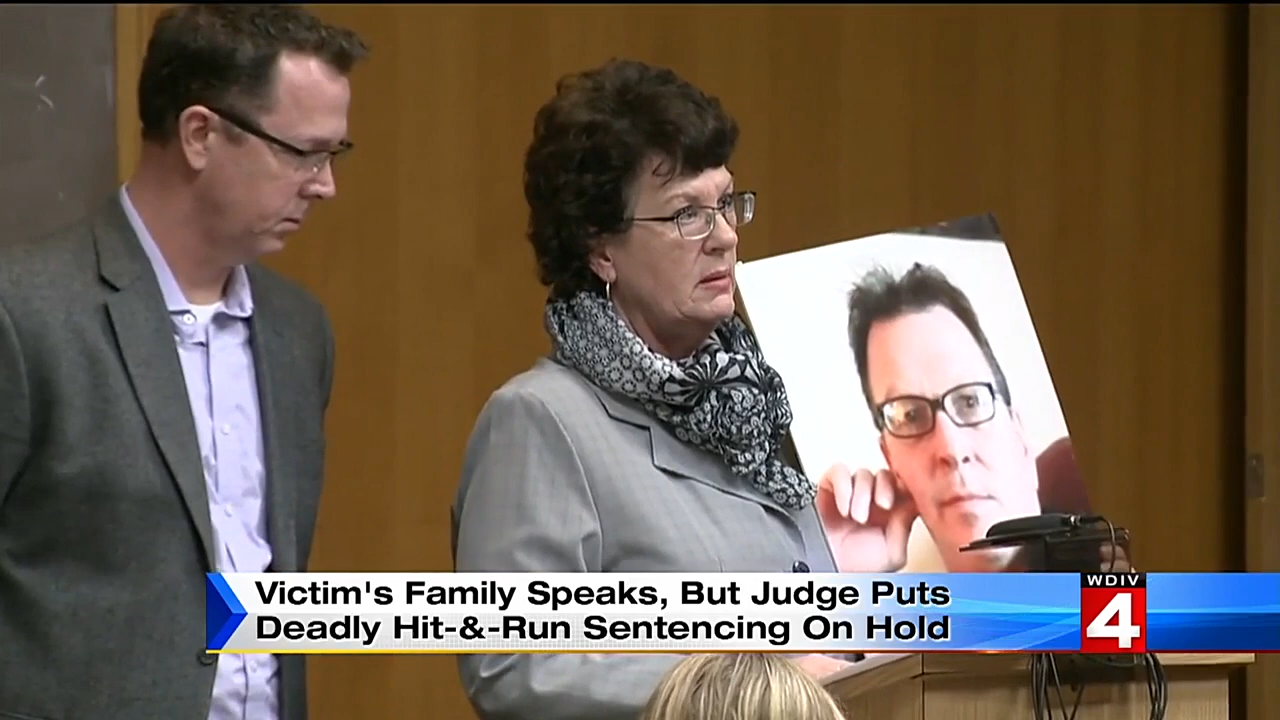 Victim's Family Speaks, But Judge Puts
Deadly Hit-&-Run Sentencing On Hold
WDIV
4